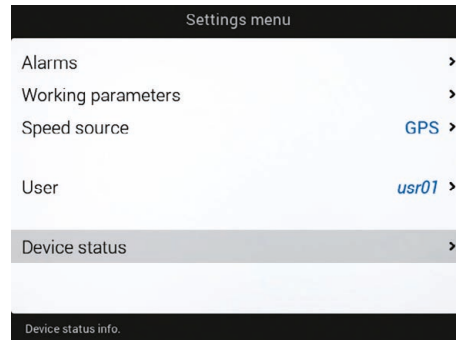 Settings menu
Alarms
Working parameters
Speed source GPS
User usr01
Device status
Device status info.